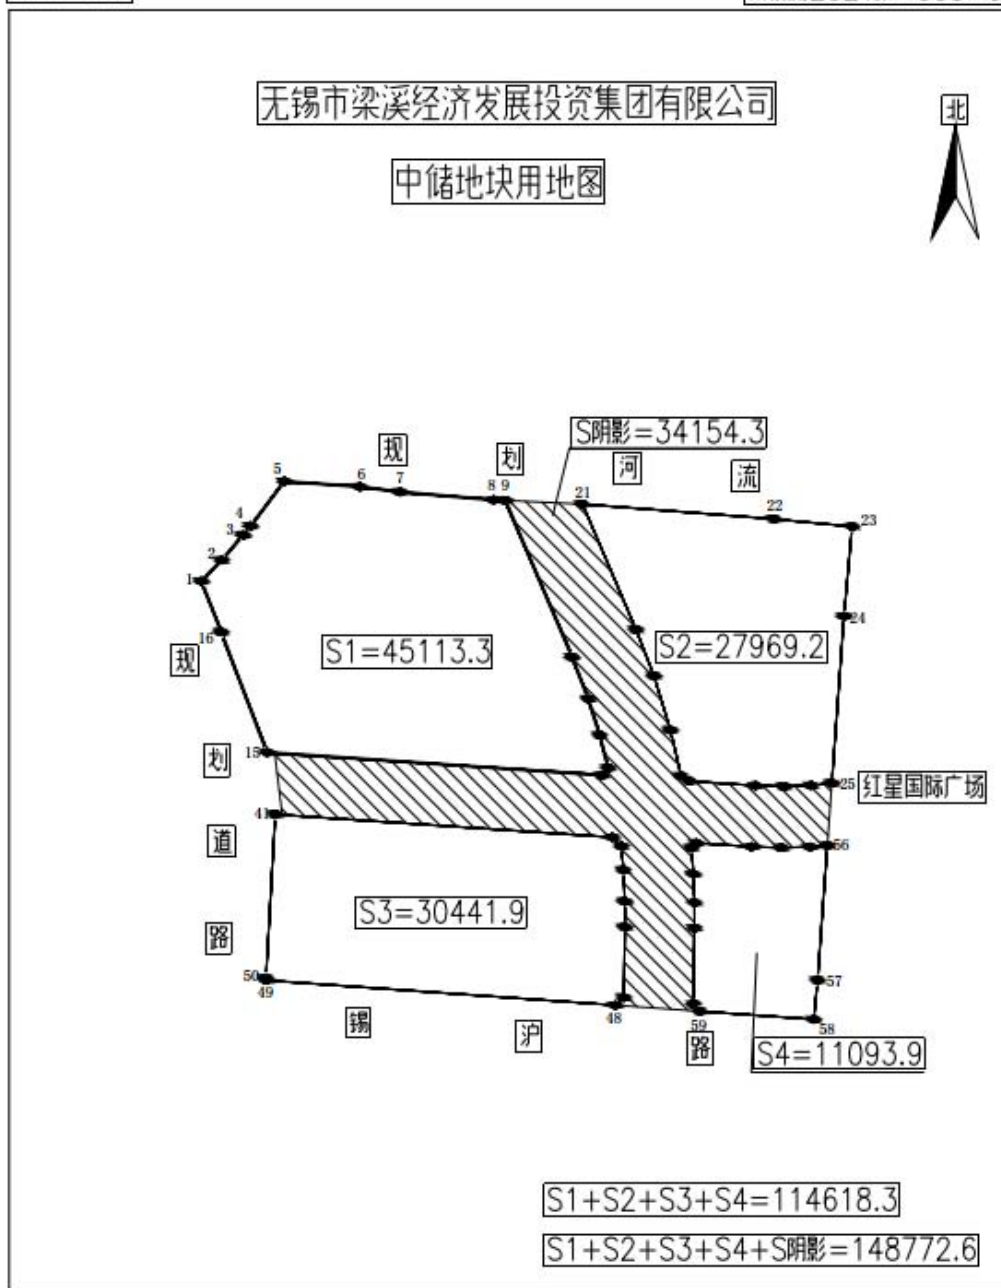 无锡市梁溪经济发展投资集团有限公司
中储地块用地图
北
S阴影=34154.3
规
划
河
流
5
6
7
8
9
21
22
23
4
3
2
1
16
24
S1=45113.3
S2=27969.2
规
划
15
25
红星国际广场
41
道
56
S3=30441.9
路
50
49
57
48
59
58
锡
沪
路
S4=11093.9
S1+S2+S3+S4=114618.3
S1+S2+S3+S4+S阴影=148772.6